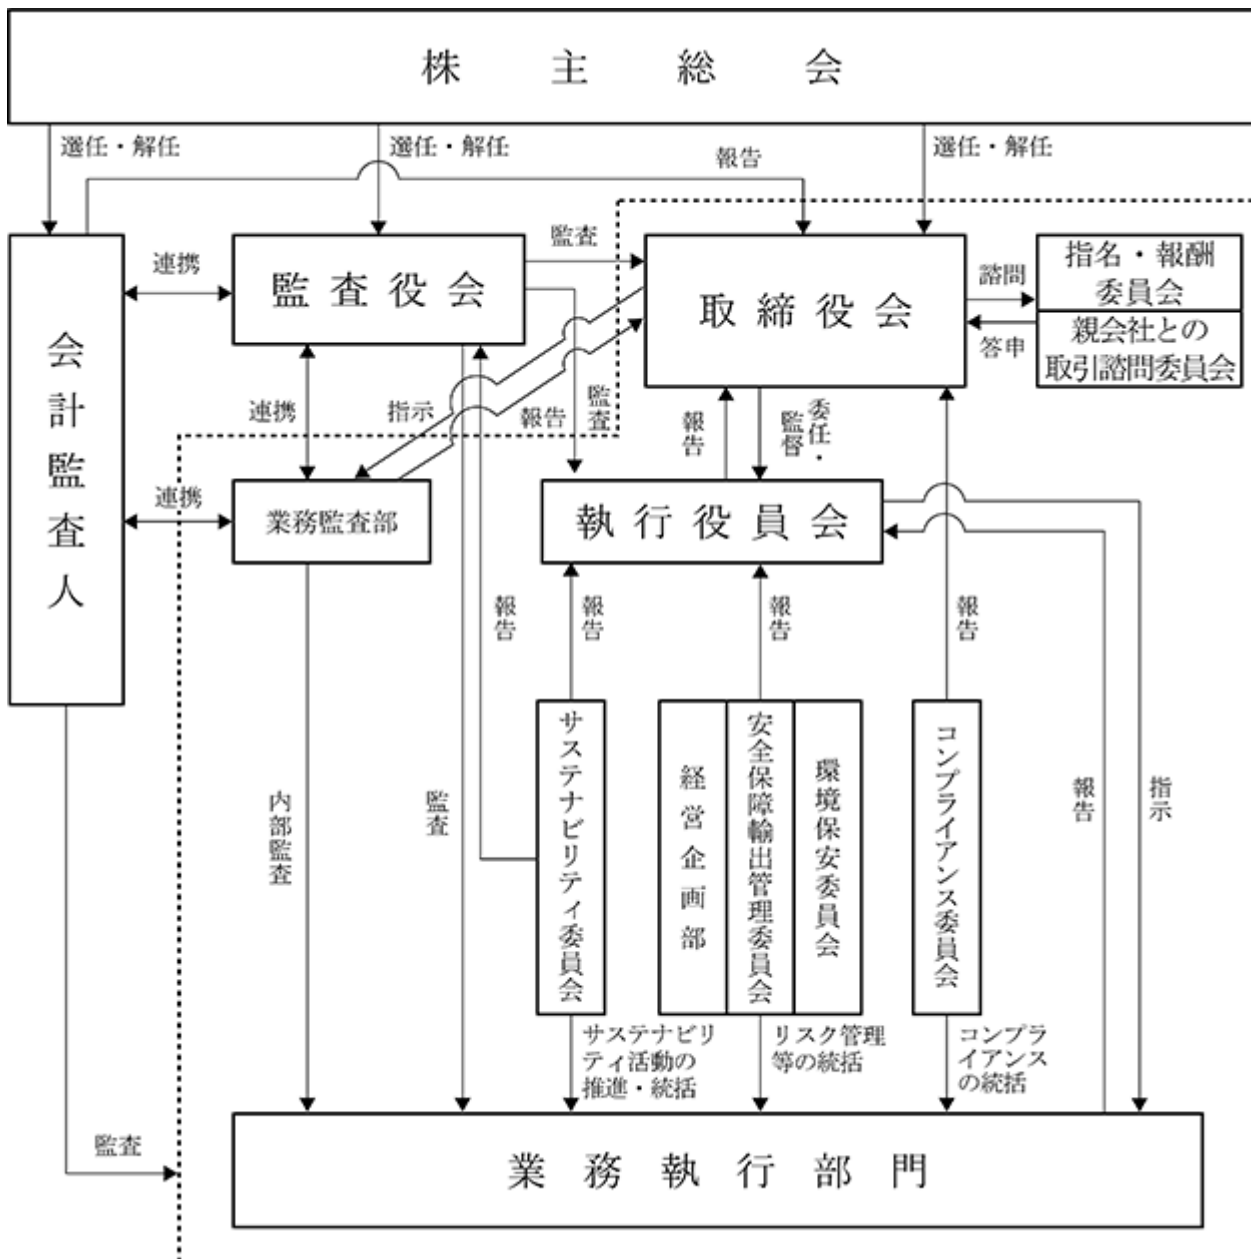 株主総会
選任・解任
選任・解任
選任・解任
報告
会計監査人
連携
監査役会
監査
取締役会
諮問
答申
指名・報酬
委員会
親会社との
取引諮問委員会
連携
指示
報告
監査
報告
委任・
監督
連携
業務監査部
執行役員会
報告
報告
報告
報告
サステナビリティ委員会
経営企画部
安全保障輸出管理委員会
環境保安委員会
コンプライアンス委員会
内部監査
監査
報告
指示
サステナビリ
ティ活動の
推進・統括
リスク管理
等の統括
コンプラ
イアンス
の統括
監査
業務執行部門